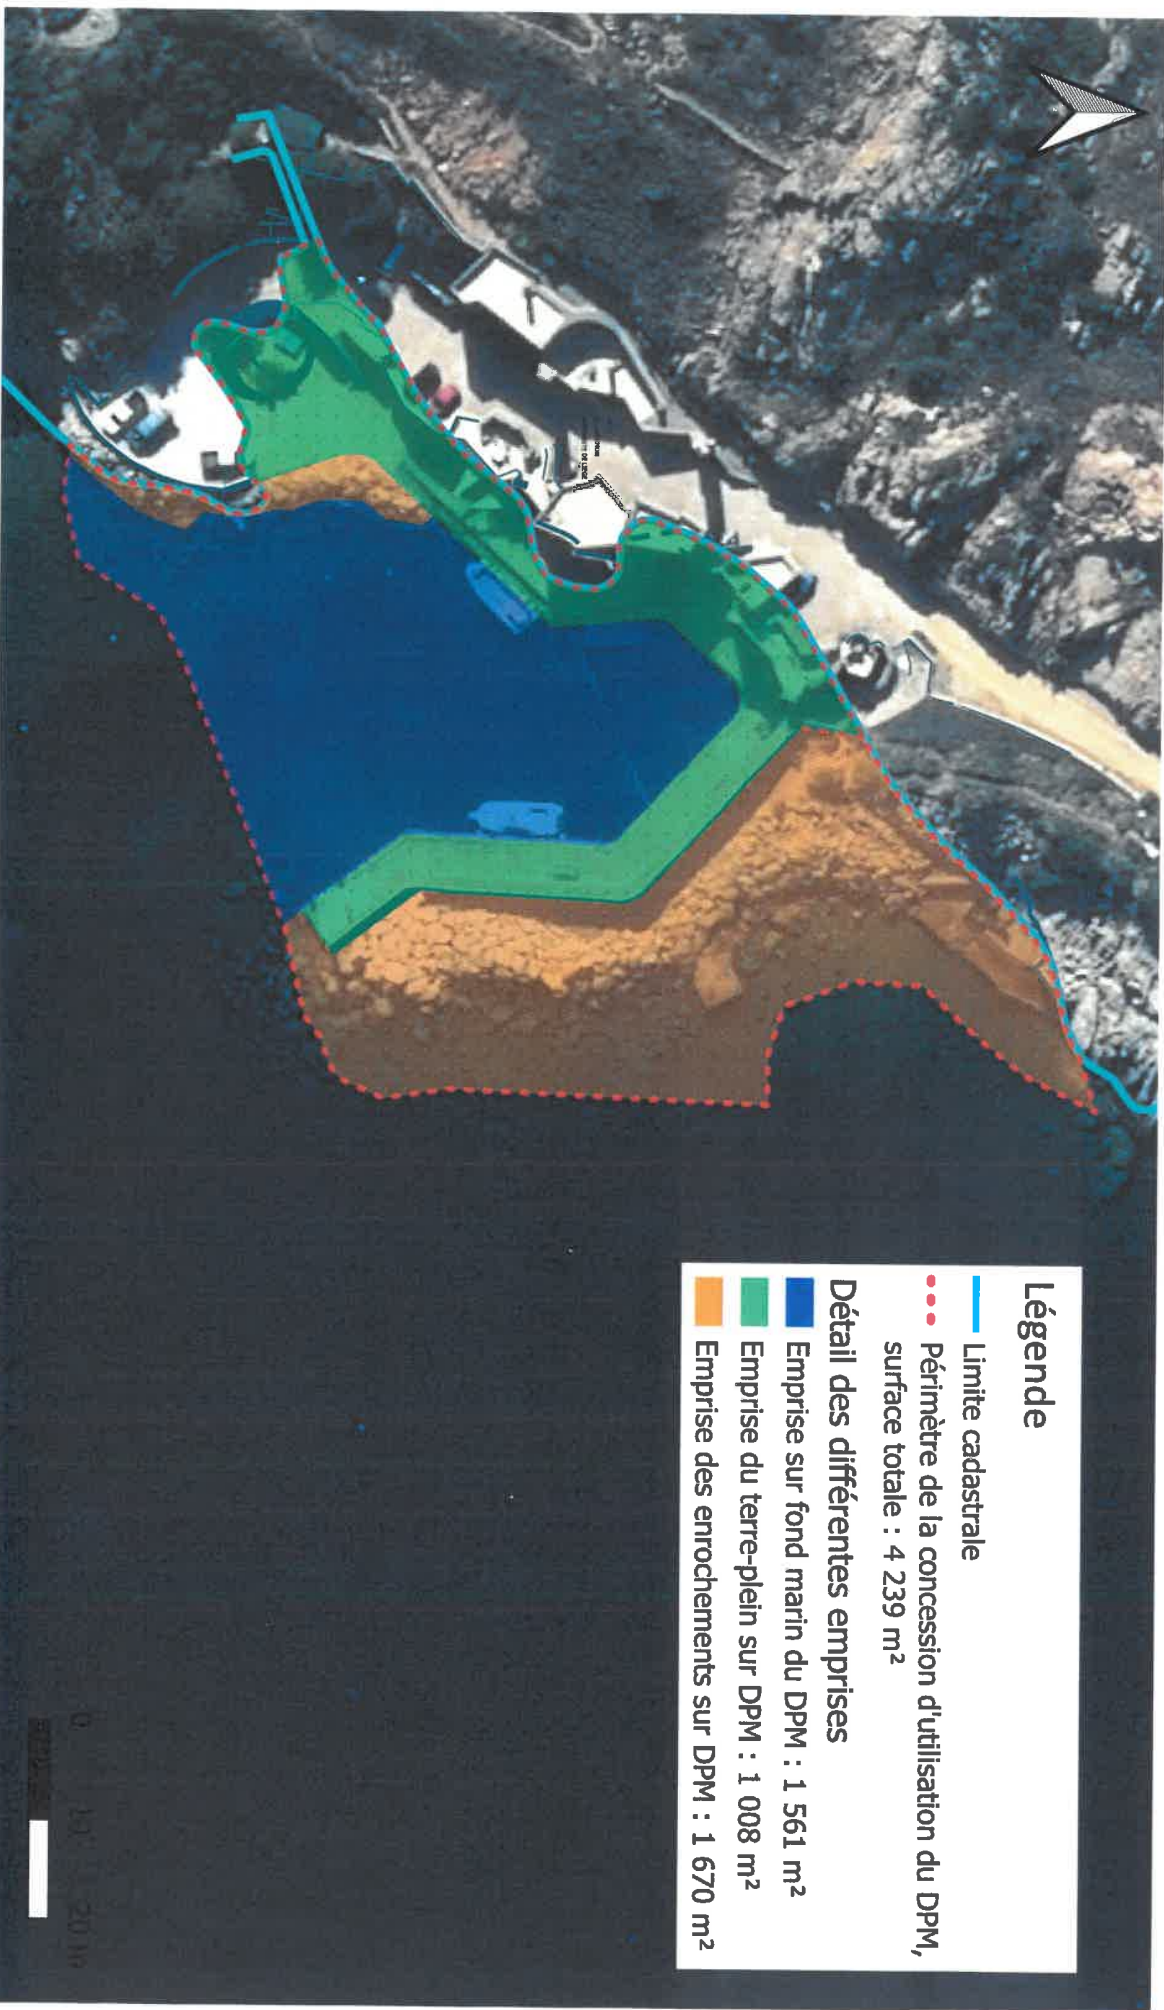 Légende
Limite cadastrale
Périmètre de la concession d'utilisation du DPM,
surface totale : 4 239 m²
Détail des différentes emprises
Emprise sur fond marin du DPM : 1 561 m²
Emprise du terre-plein sur DPM : 1 008 m²
Emprise des enrochements sur DPM : 1 670 m²
0 10 20 m